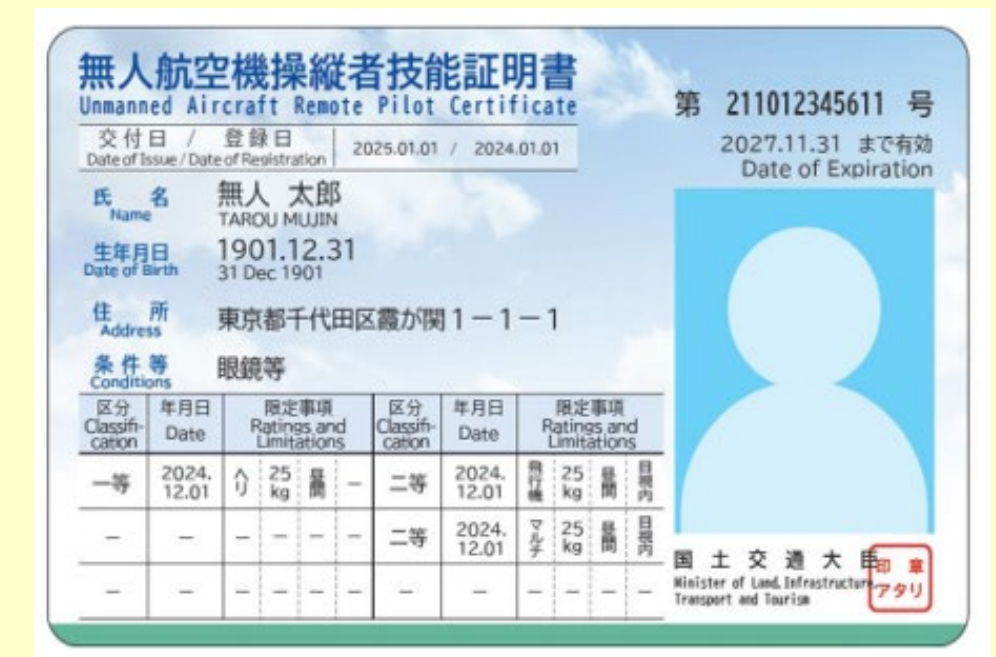 無人航空機操縦者技能証明書
Unmanned Aircraft Remote Pilot Certificate
第 211012345611 号
2027.11.31 まで有効
Date of Expiration
交付日 / 登録日
Date of Issue / Date of Registration
2025.01.01 / 2024.01.01
氏 名
Name
無人 太郎
TAROU MUJIN
生年月日
Date of Birth
1901.12.31
31 Dec 1901
住 所
Address
東京都千代田区霞が関1-1-1
条件等
Conditions
眼鏡等
区分 年月日 限定事項 区分 年月日 限定事項
Classifi-cation Date Ratings and Limitations Classifi-cation Date Ratings and Limitations
一等 2024.12.01 ヘリ 25kg 昼間 - 二等 2024.12.01 飛行機 25kg 昼間 目視内
- - - - - - 二等 2024.12.01 マルチ 25kg 昼間 目視内
- - - - - - - - - - - -
国土交通大臣
Minister of Land, Infrastructure,
Transport and Tourism
印章
アタリ